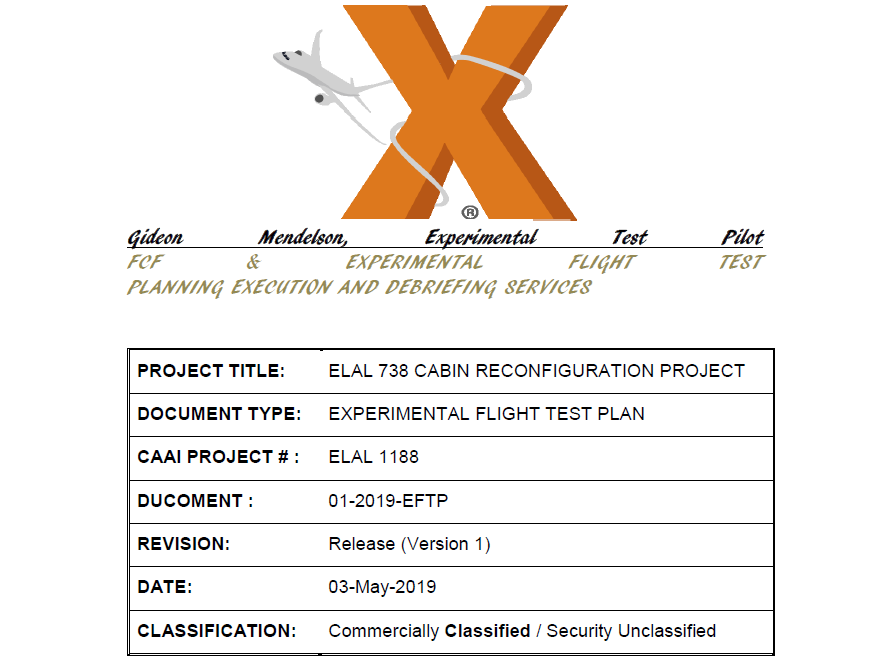 X
®
Gideon Mendelson, Experimental Test Pilot
FCF & EXPERIMENTAL FLIGHT TEST
PLANNING EXECUTION AND DEBRIEFING SERVICES
PROJECT TITLE: ELAL 738 CABIN RECONFIGURATION PROJECT
DOCUMENT TYPE: EXPERIMENTAL FLIGHT TEST PLAN
CAAI PROJECT # : ELAL 1188
DUCOMENT : 01-2019-EFTP
REVISION: Release (Version 1)
DATE: 03-May-2019
CLASSIFICATION: Commercially Classified / Security Unclassified